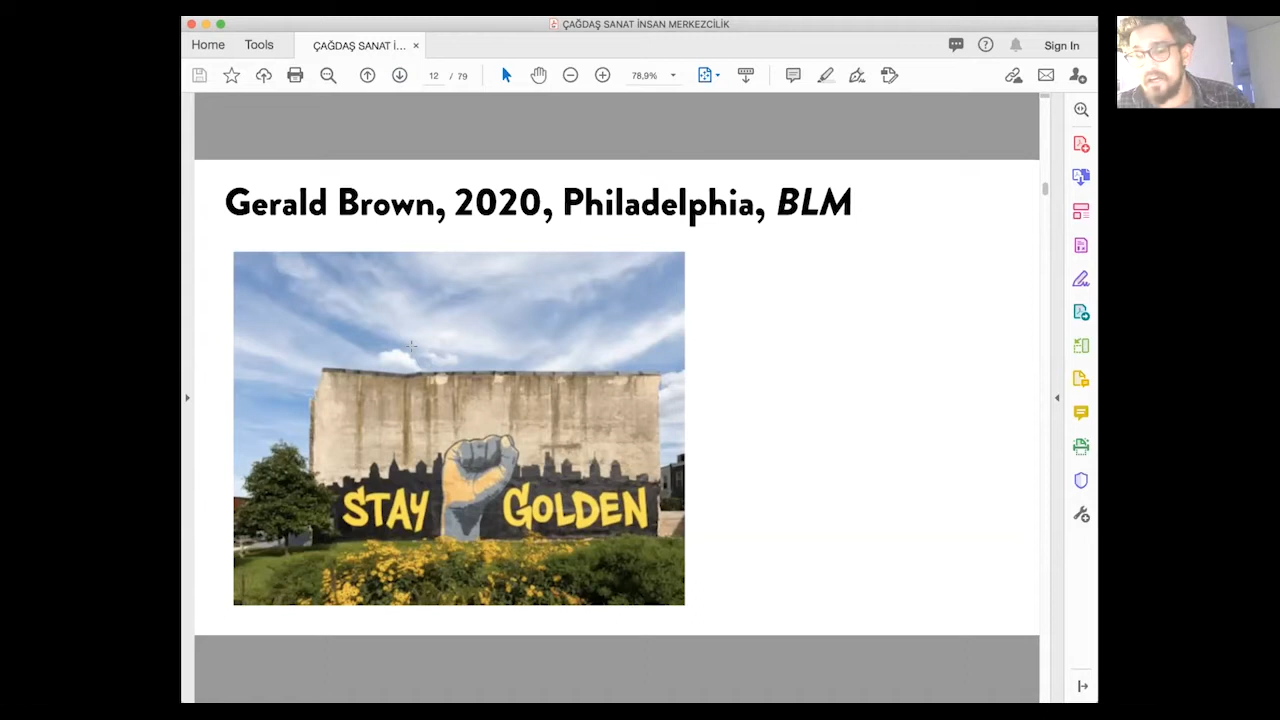 ÇAĞDAŞ SANAT İNSAN MERKEZCİLİK
Home Tools ÇAĞDAŞ SANAT İ... × Sign In
12 / 79 78,9%
Gerald Brown, 2020, Philadelphia, BLM
STAY GOLDEN